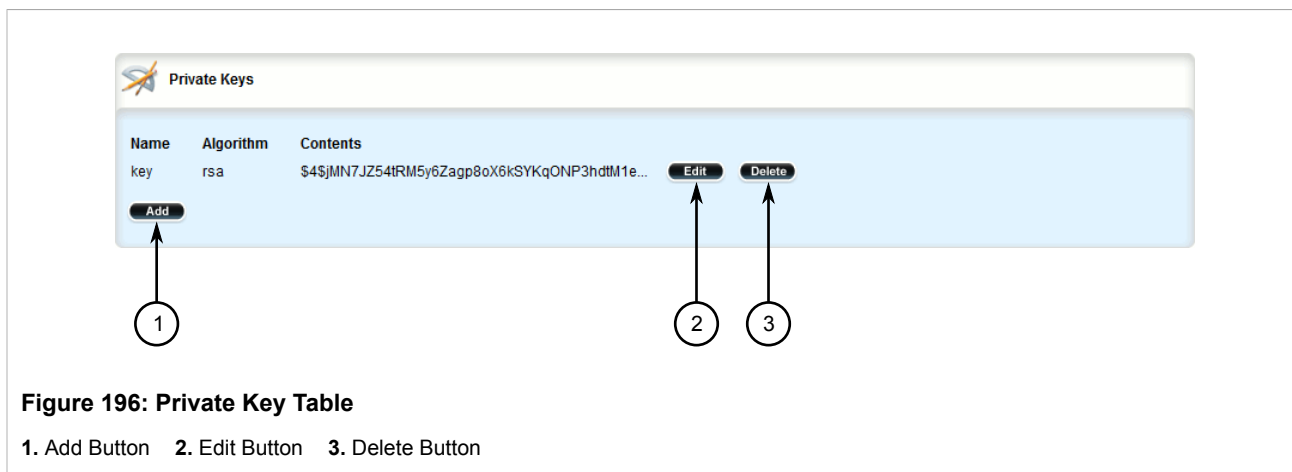 Private Keys
Name Algorithm Contents
key rsa $4$jMN7JZ54tRM5y6Zagp8oX6kSYKqONP3hdtM1e... Edit Delete
Add
1 2 3
Figure 196: Private Key Table
1. Add Button 2. Edit Button 3. Delete Button